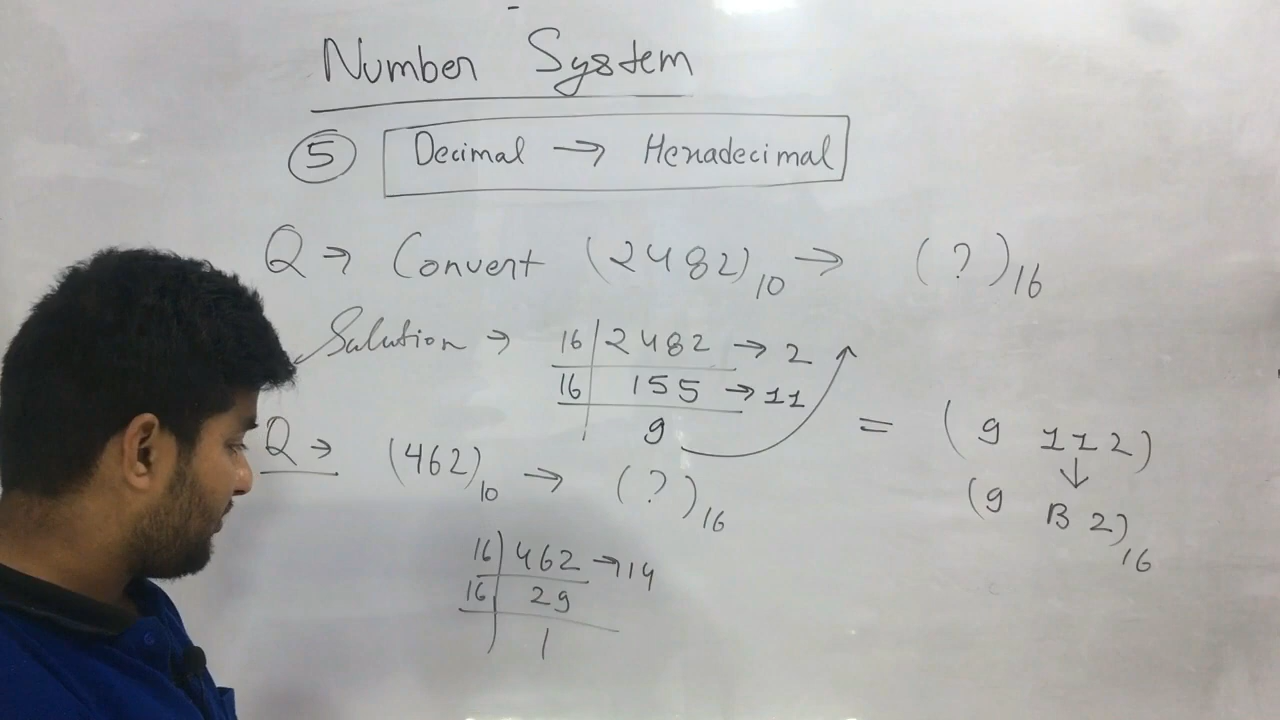 Number System
5 Decimal → Hexadecimal
Q → Convert (2482)10 → (?)16
Solution → 16 2482 → 2
16 155 → 11
9
= (9 11 2)
↓
(9 B 2)16
Q → (462)10 → (?)16
16 462 → 14
16 29
1